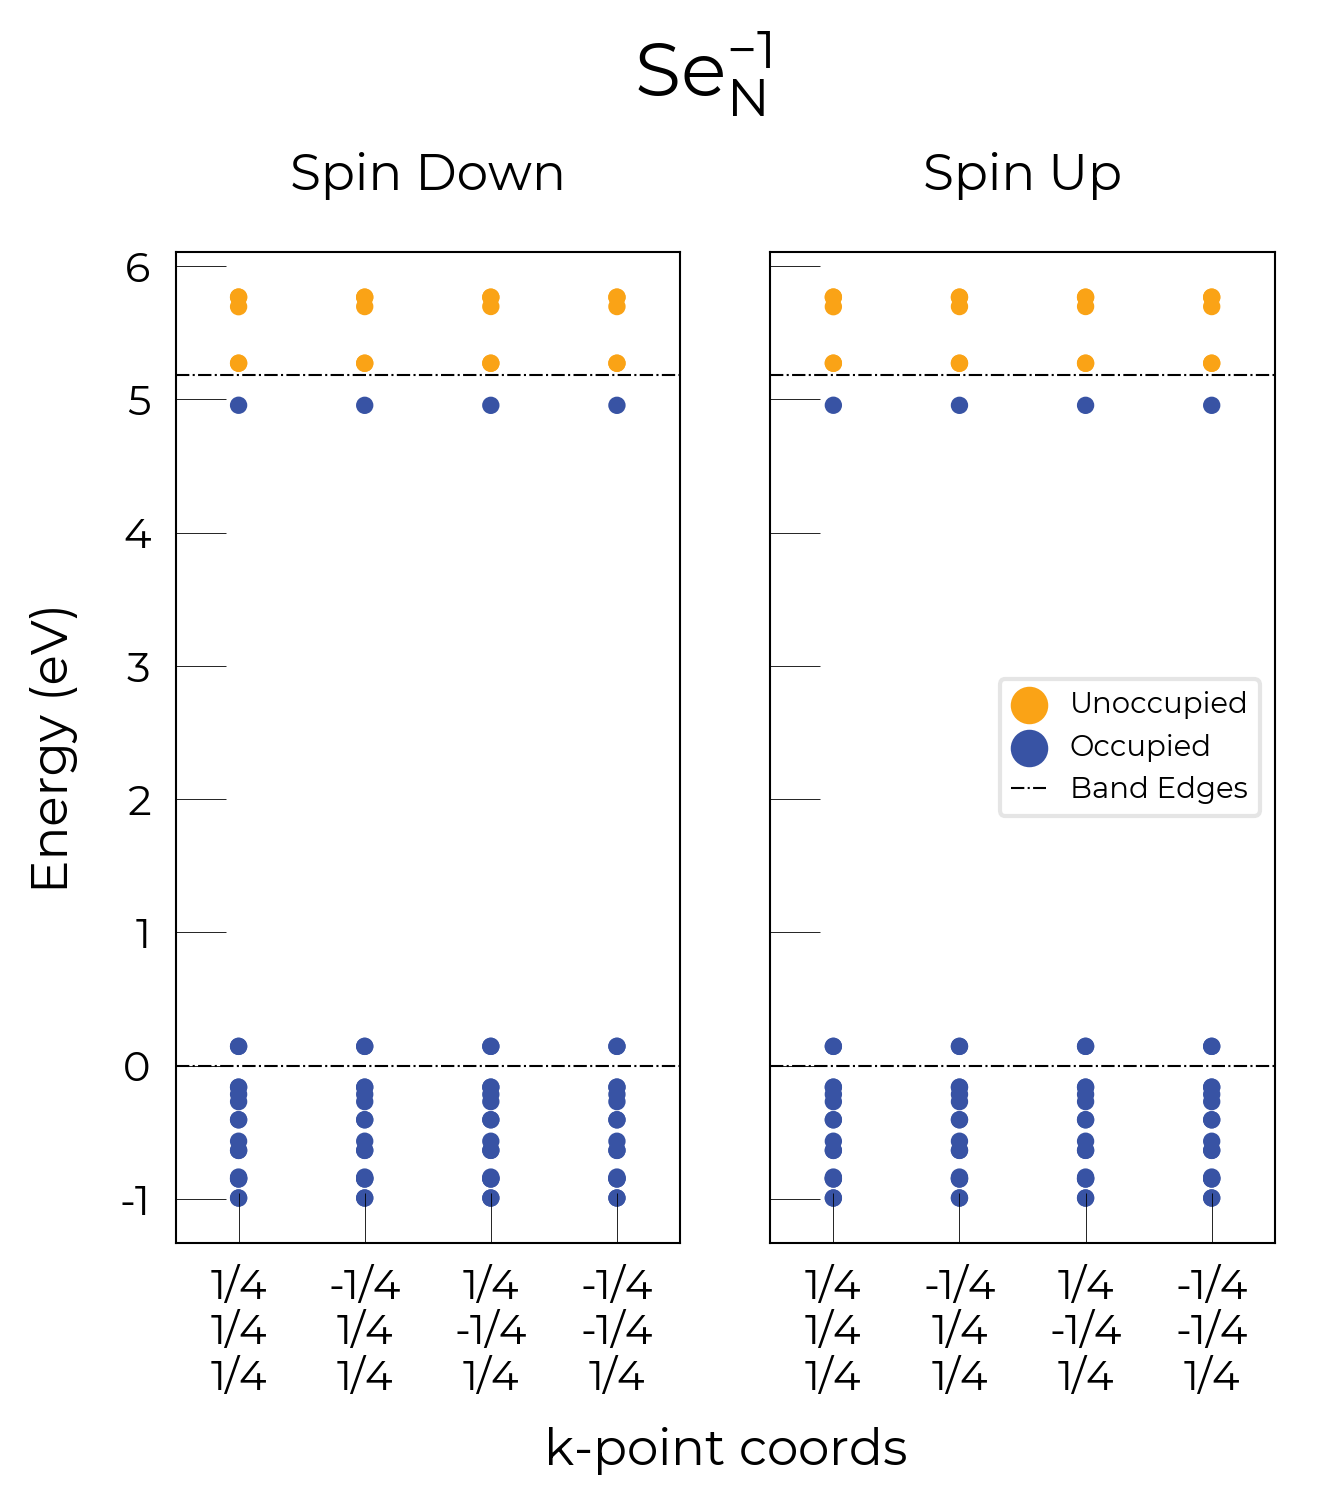 Se_N^{−1}
Spin Down
Spin Up
6
5
4
3
2
1
0
-1
Energy (eV)
Unoccupied
Occupied
Band Edges
1/4 -1/4 1/4 -1/4 1/4 -1/4 1/4 -1/4
1/4 1/4 -1/4 -1/4 1/4 1/4 -1/4 -1/4
1/4 1/4 1/4 1/4 1/4 1/4 1/4 1/4
k-point coords